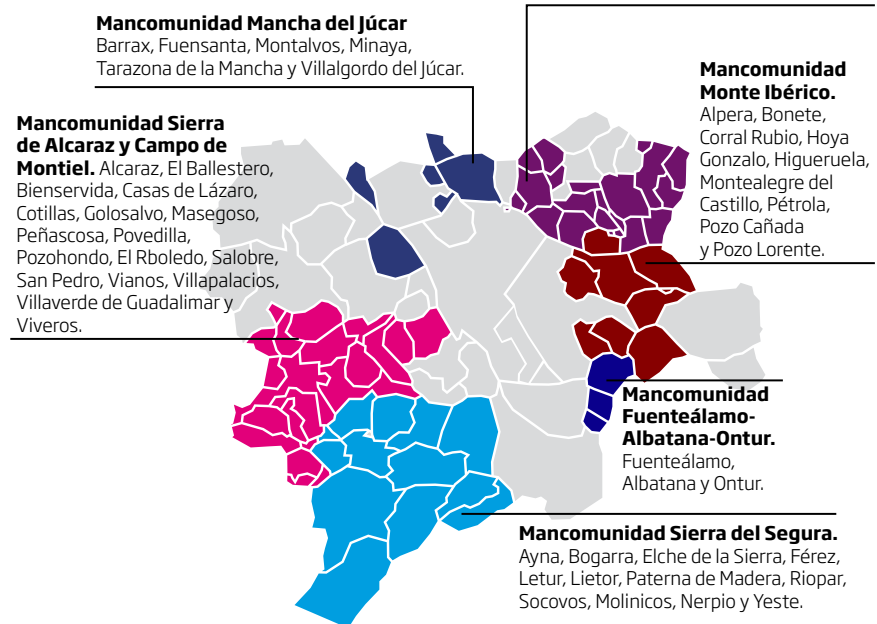 Mancomunidad Mancha del Júcar
Barrax, Fuensanta, Montalvos, Minaya,
Tarazona de la Mancha y Villalgordo del Júcar.
Mancomunidad Sierra
de Alcaraz y Campo de
Montiel. Alcaraz, El Ballestero,
Bienservida, Casas de Lázaro,
Cotillas, Golosalvo, Masegoso,
Peñascosa, Povedilla,
Pozohondo, El Rboledo, Salobre,
San Pedro, Vianos, Villapalacios,
Villaverde de Guadalimar y
Viveros.
Mancomunidad
Monte Ibérico.
Alpera, Bonete,
Corral Rubio, Hoya
Gonzalo, Higueruela,
Montealegre del
Castillo, Pétrola,
Pozo Cañada
y Pozo Lorente.
Mancomunidad
Fuenteálamo-
Albatana-Ontur.
Fuenteálamo,
Albatana y Ontur.
Mancomunidad Sierra del Segura.
Ayna, Bogarra, Elche de la Sierra, Férez,
Letur, Lietor, Paterna de Madera, Riopar,
Socovos, Molinicos, Nerpio y Yeste.